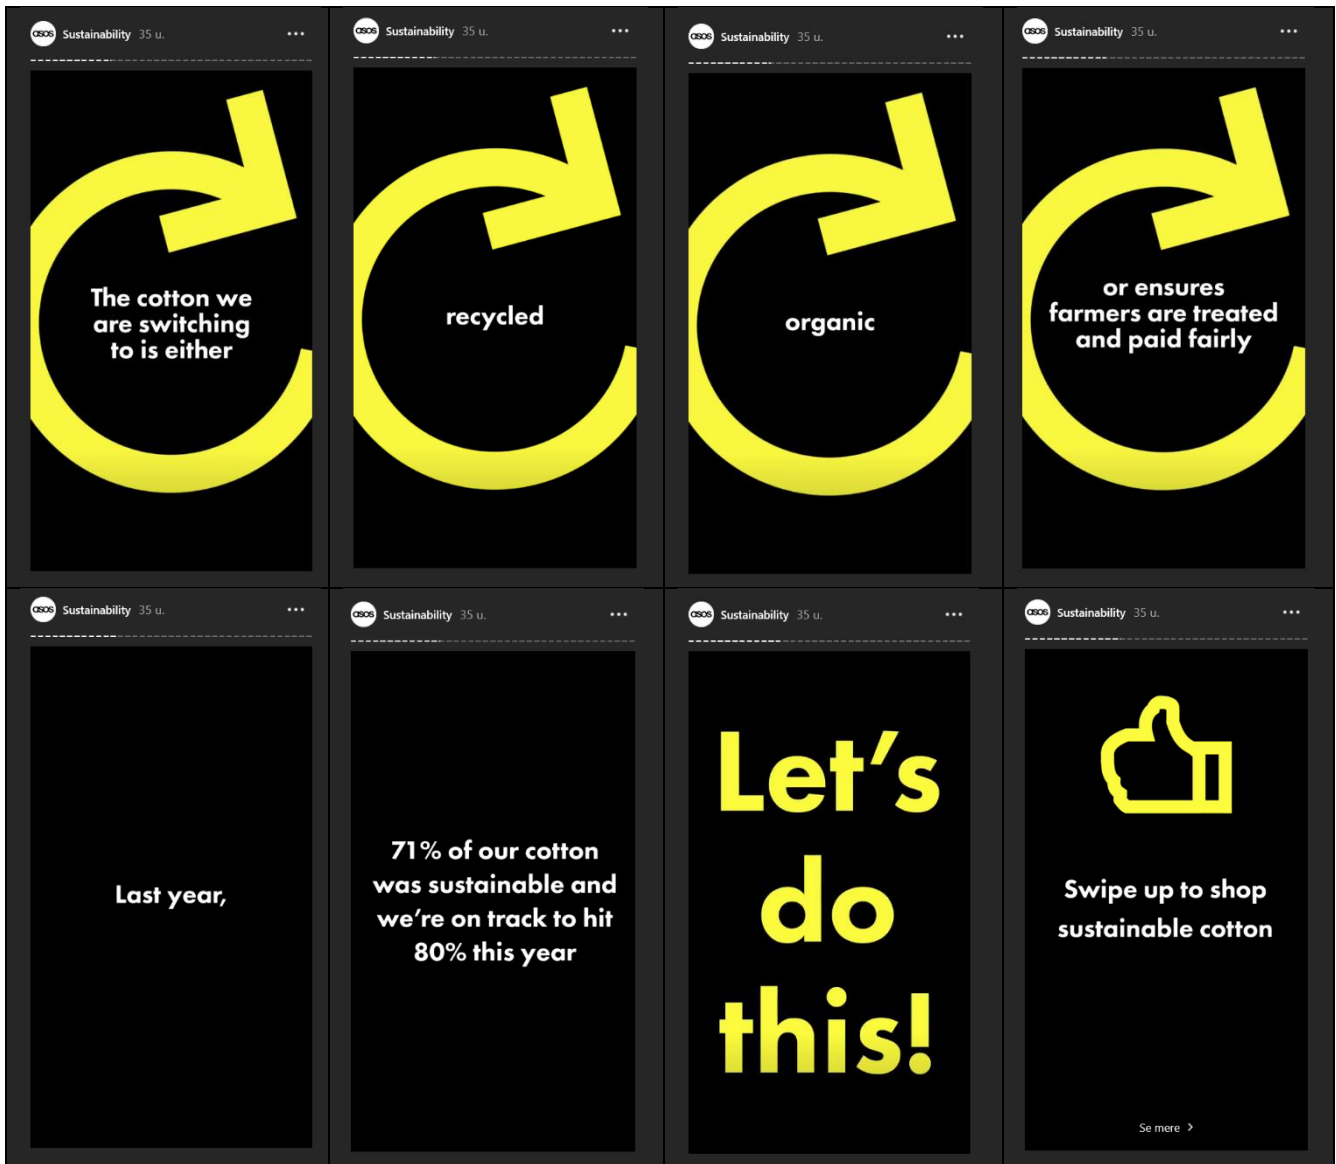 asos Sustainability 35 u.
The cotton we
are switching
to is either
asos Sustainability 35 u.
recycled
asos Sustainability 35 u.
organic
asos Sustainability 35 u.
or ensures
farmers are treated
and paid fairly
asos Sustainability 35 u.
Last year,
asos Sustainability 35 u.
71% of our cotton
was sustainable and
we're on track to hit
80% this year
asos Sustainability 35 u.
Let's
do
this!
asos Sustainability 35 u.
Swipe up to shop
sustainable cotton
Se mere